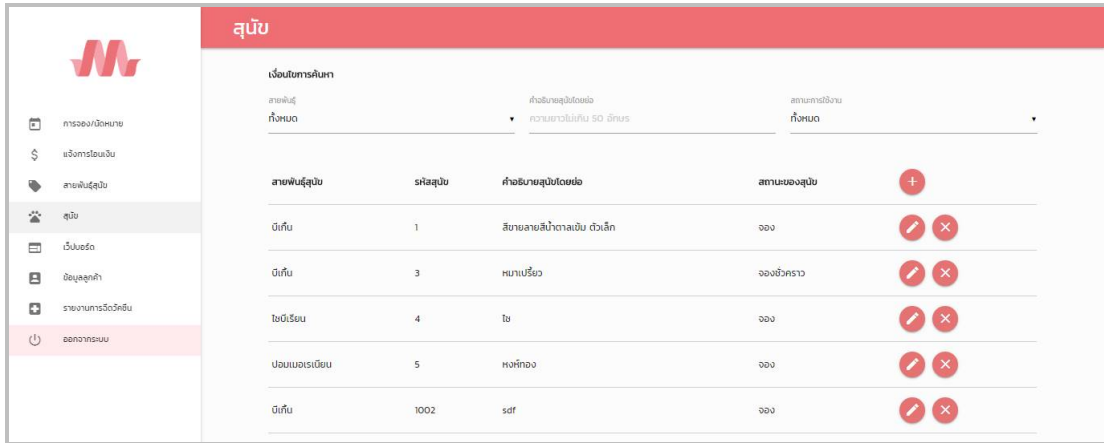 สุนัข
เงื่อนไขการค้นหา
สายพันธุ์ คำอธิบายสุนัขโดยย่อ สถานะการใช้งาน
ทั้งหมด ความยาวไม่เกิน 50 อักษร ทั้งหมด
การจอง/นัดหมาย
แจ้งการโอนเงิน
สายพันธุ์สุนัข
สุนัข
เว็ปบอร์ด
ข้อมูลลูกค้า
รายงานการฉีดวัคซีน
ออกจากระบบ
สายพันธุ์สุนัข รหัสสุนัข คำอธิบายสุนัขโดยย่อ สถานะของสุนัข
บีเกิ้น 1 สีขายลายสีน้ำตาลเข้ม ตัวเล็ก จอง
บีเกิ้น 3 หมาเปรี้ยว จองชั่วคราว
ไซบีเรียน 4 ไซ จอง
ปอมเมอเรเนียน 5 หงห์ทอง จอง
บีเกิ้น 1002 sdf จอง